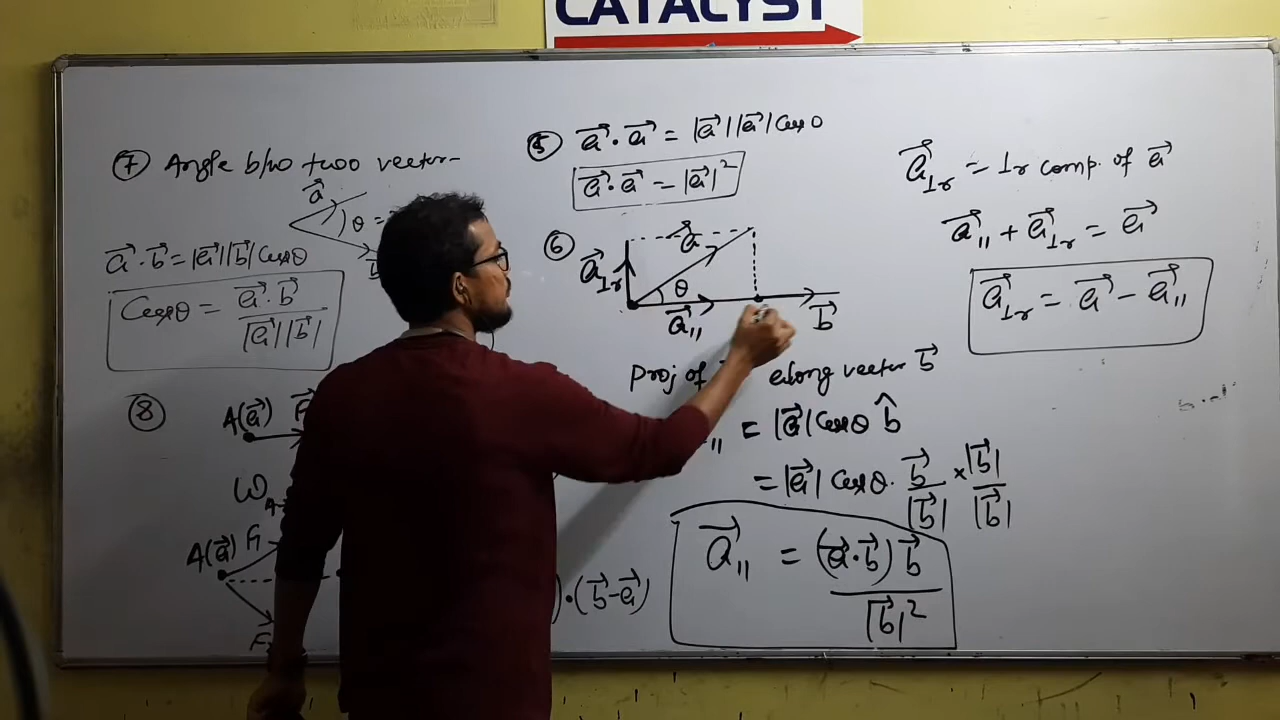 CATALYST
⑦ Angle b/w two vector-
a⃗
θ =
a⃗·b⃗ = |a⃗||b⃗|Cosθ
Cosθ = a⃗·b⃗ / |a⃗||b⃗|
⑧
A(a⃗)
A(a⃗)
)·(b⃗-a⃗)
⑤ a⃗·a⃗ = |a⃗||a⃗|Cos 0
a⃗·a⃗ = |a⃗|²
⑥
a⃗⊥r
a⃗
θ
a⃗||
b⃗
Proj of along vector b⃗
|| = |a⃗|Cosθ b̂
= |a⃗| Cosθ · b⃗/|b⃗| × |b⃗|/|b⃗|
a⃗|| = (a⃗·b⃗)b⃗ / |b⃗|²
a⃗⊥r = ⊥r comp. of a⃗
a⃗|| + a⃗⊥r = a⃗
a⃗⊥r = a⃗ - a⃗||